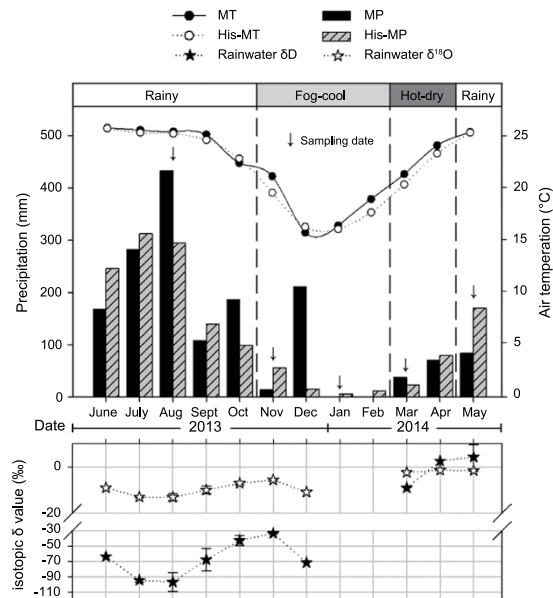 MT MP
His-MT His-MP
Rainwater δD Rainwater δ¹⁸O
Rainy Fog-cool Hot-dry Rainy
Sampling date
Precipitation (mm)
500
400
300
200
100
0
Air temperation (°C)
25
20
15
10
5
0
June July Aug Sept Oct Nov Dec Jan Feb Mar Apr May
Date 2013 2014
isotopic δ value (‰)
0
-20
-30
-50
-70
-90
-110